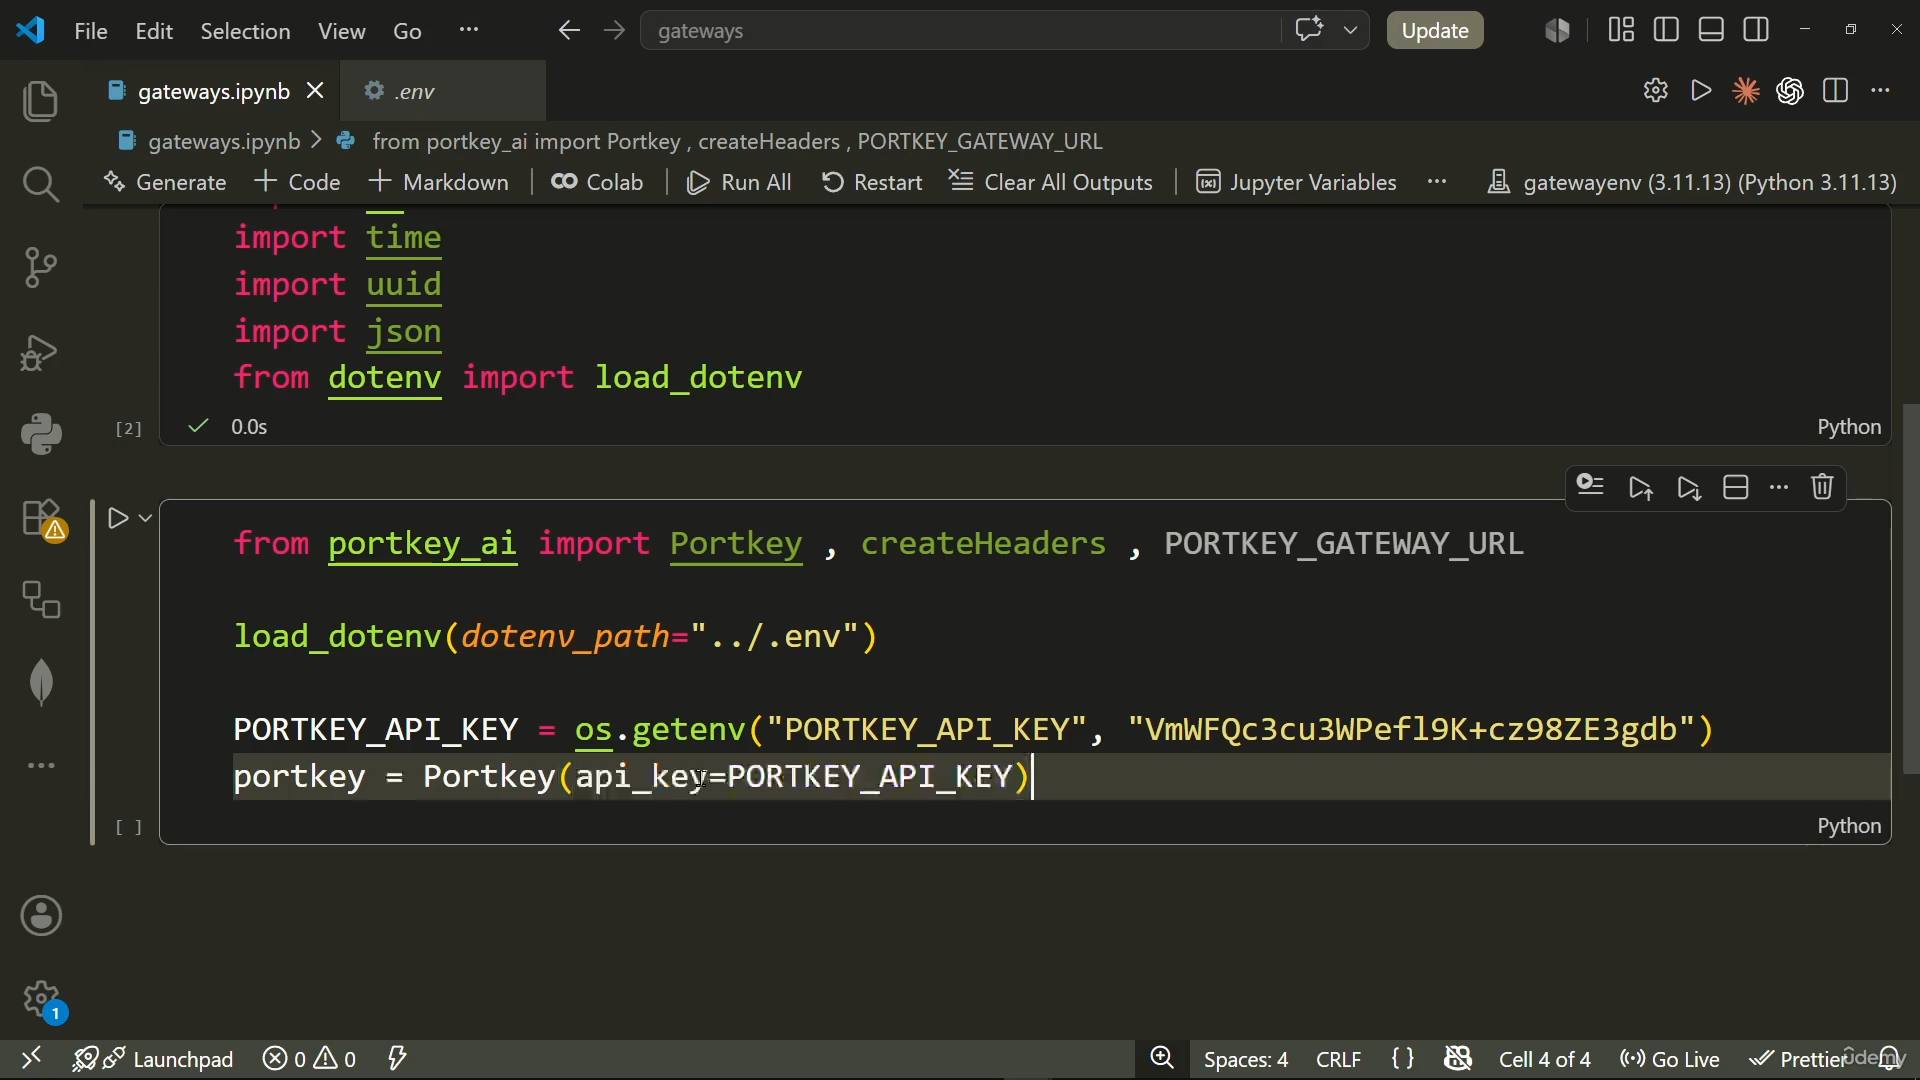 File Edit Selection View Go ··· gateways Update
gateways.ipynb .env
gateways.ipynb > from portkey_ai import Portkey , createHeaders , PORTKEY_GATEWAY_URL
Generate + Code + Markdown Colab Run All Restart Clear All Outputs Jupyter Variables ··· gatewayenv (3.11.13) (Python 3.11.13)
import time
import uuid
import json
from dotenv import load_dotenv
[2] 0.0s Python
from portkey_ai import Portkey , createHeaders , PORTKEY_GATEWAY_URL
load_dotenv(dotenv_path="../.env")
PORTKEY_API_KEY = os.getenv("PORTKEY_API_KEY", "VmWFQc3cu3WPefl9K+cz98ZE3gdb")
portkey = Portkey(api_key=PORTKEY_API_KEY)
[ ] Python
1
Launchpad 0 0 Spaces: 4 CRLF { } Cell 4 of 4 Go Live Prettier
ûdemy